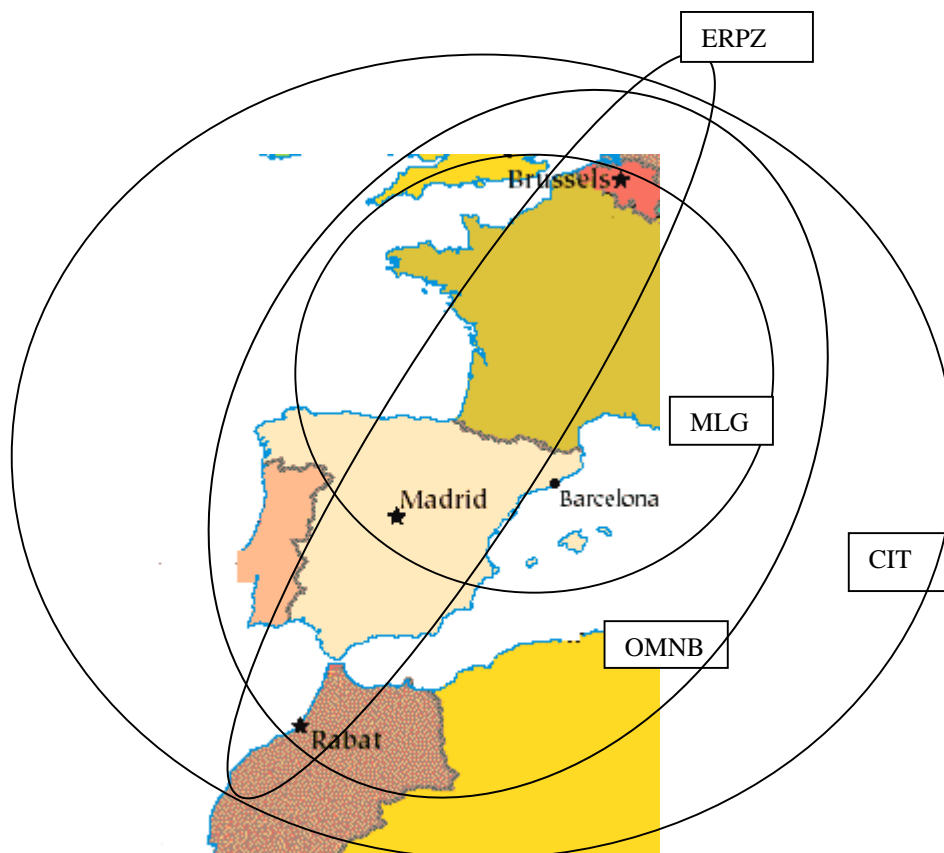 ERPZ
Brussels
MLG
Madrid
Barcelona
CIT
OMNB
Rabat